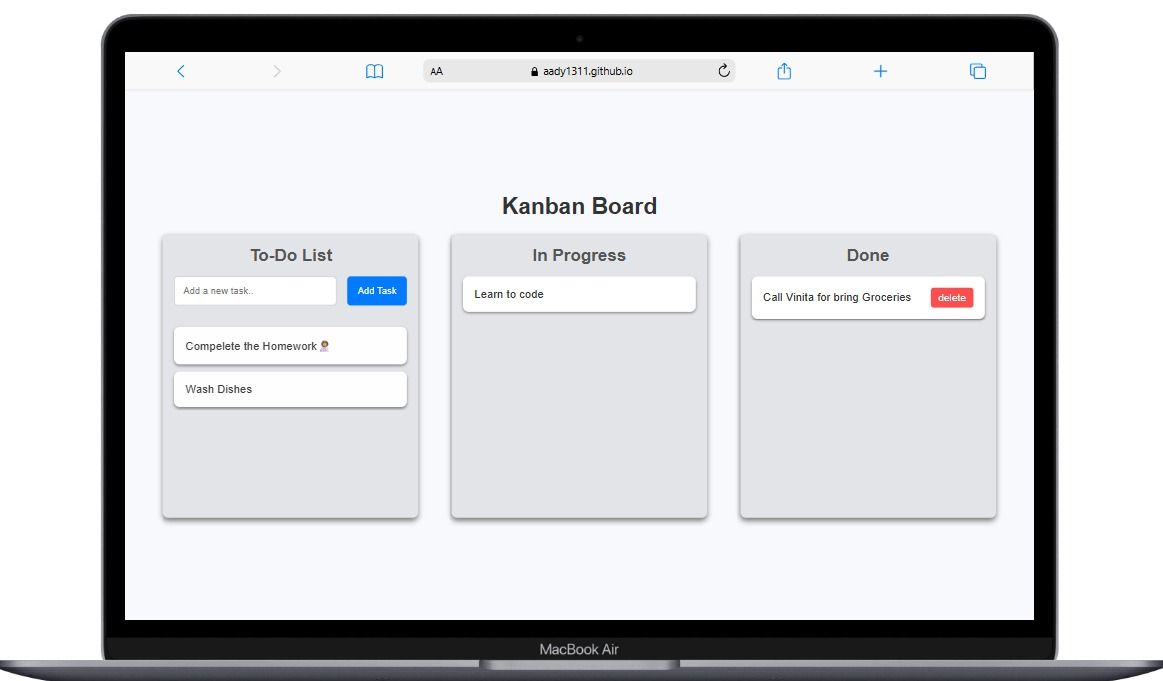 AA
aady1311.github.io
Kanban Board
To-Do List
Add a new task..
Add Task
Compelete the Homework👩🏽‍🔬
Wash Dishes
In Progress
Learn to code
Done
Call Vinita for bring Groceries
delete
MacBook Air